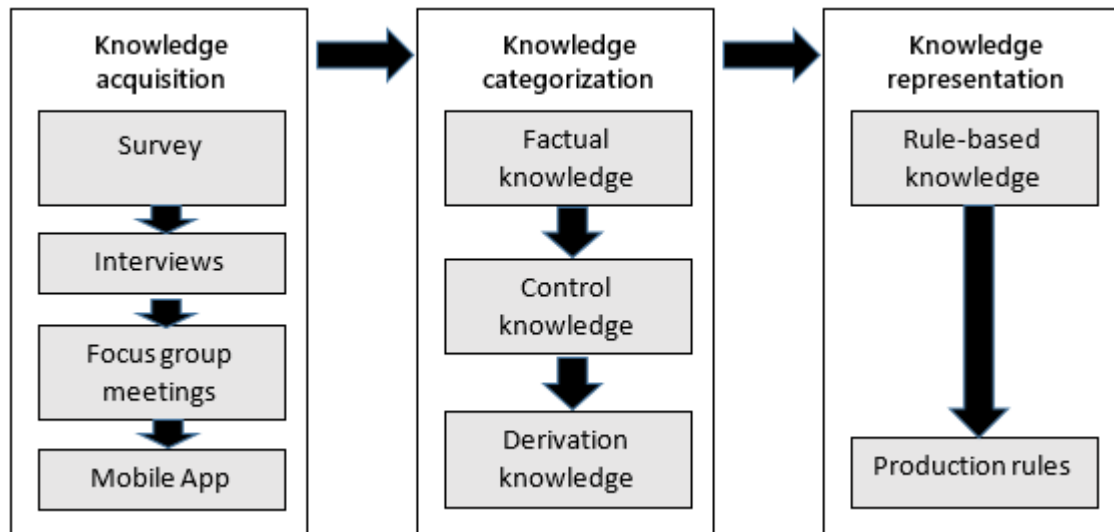 Knowledge
acquisition
Survey
Interviews
Focus group
meetings
Mobile App
Knowledge
categorization
Factual
knowledge
Control
knowledge
Derivation
knowledge
Knowledge
representation
Rule-based
knowledge
Production rules